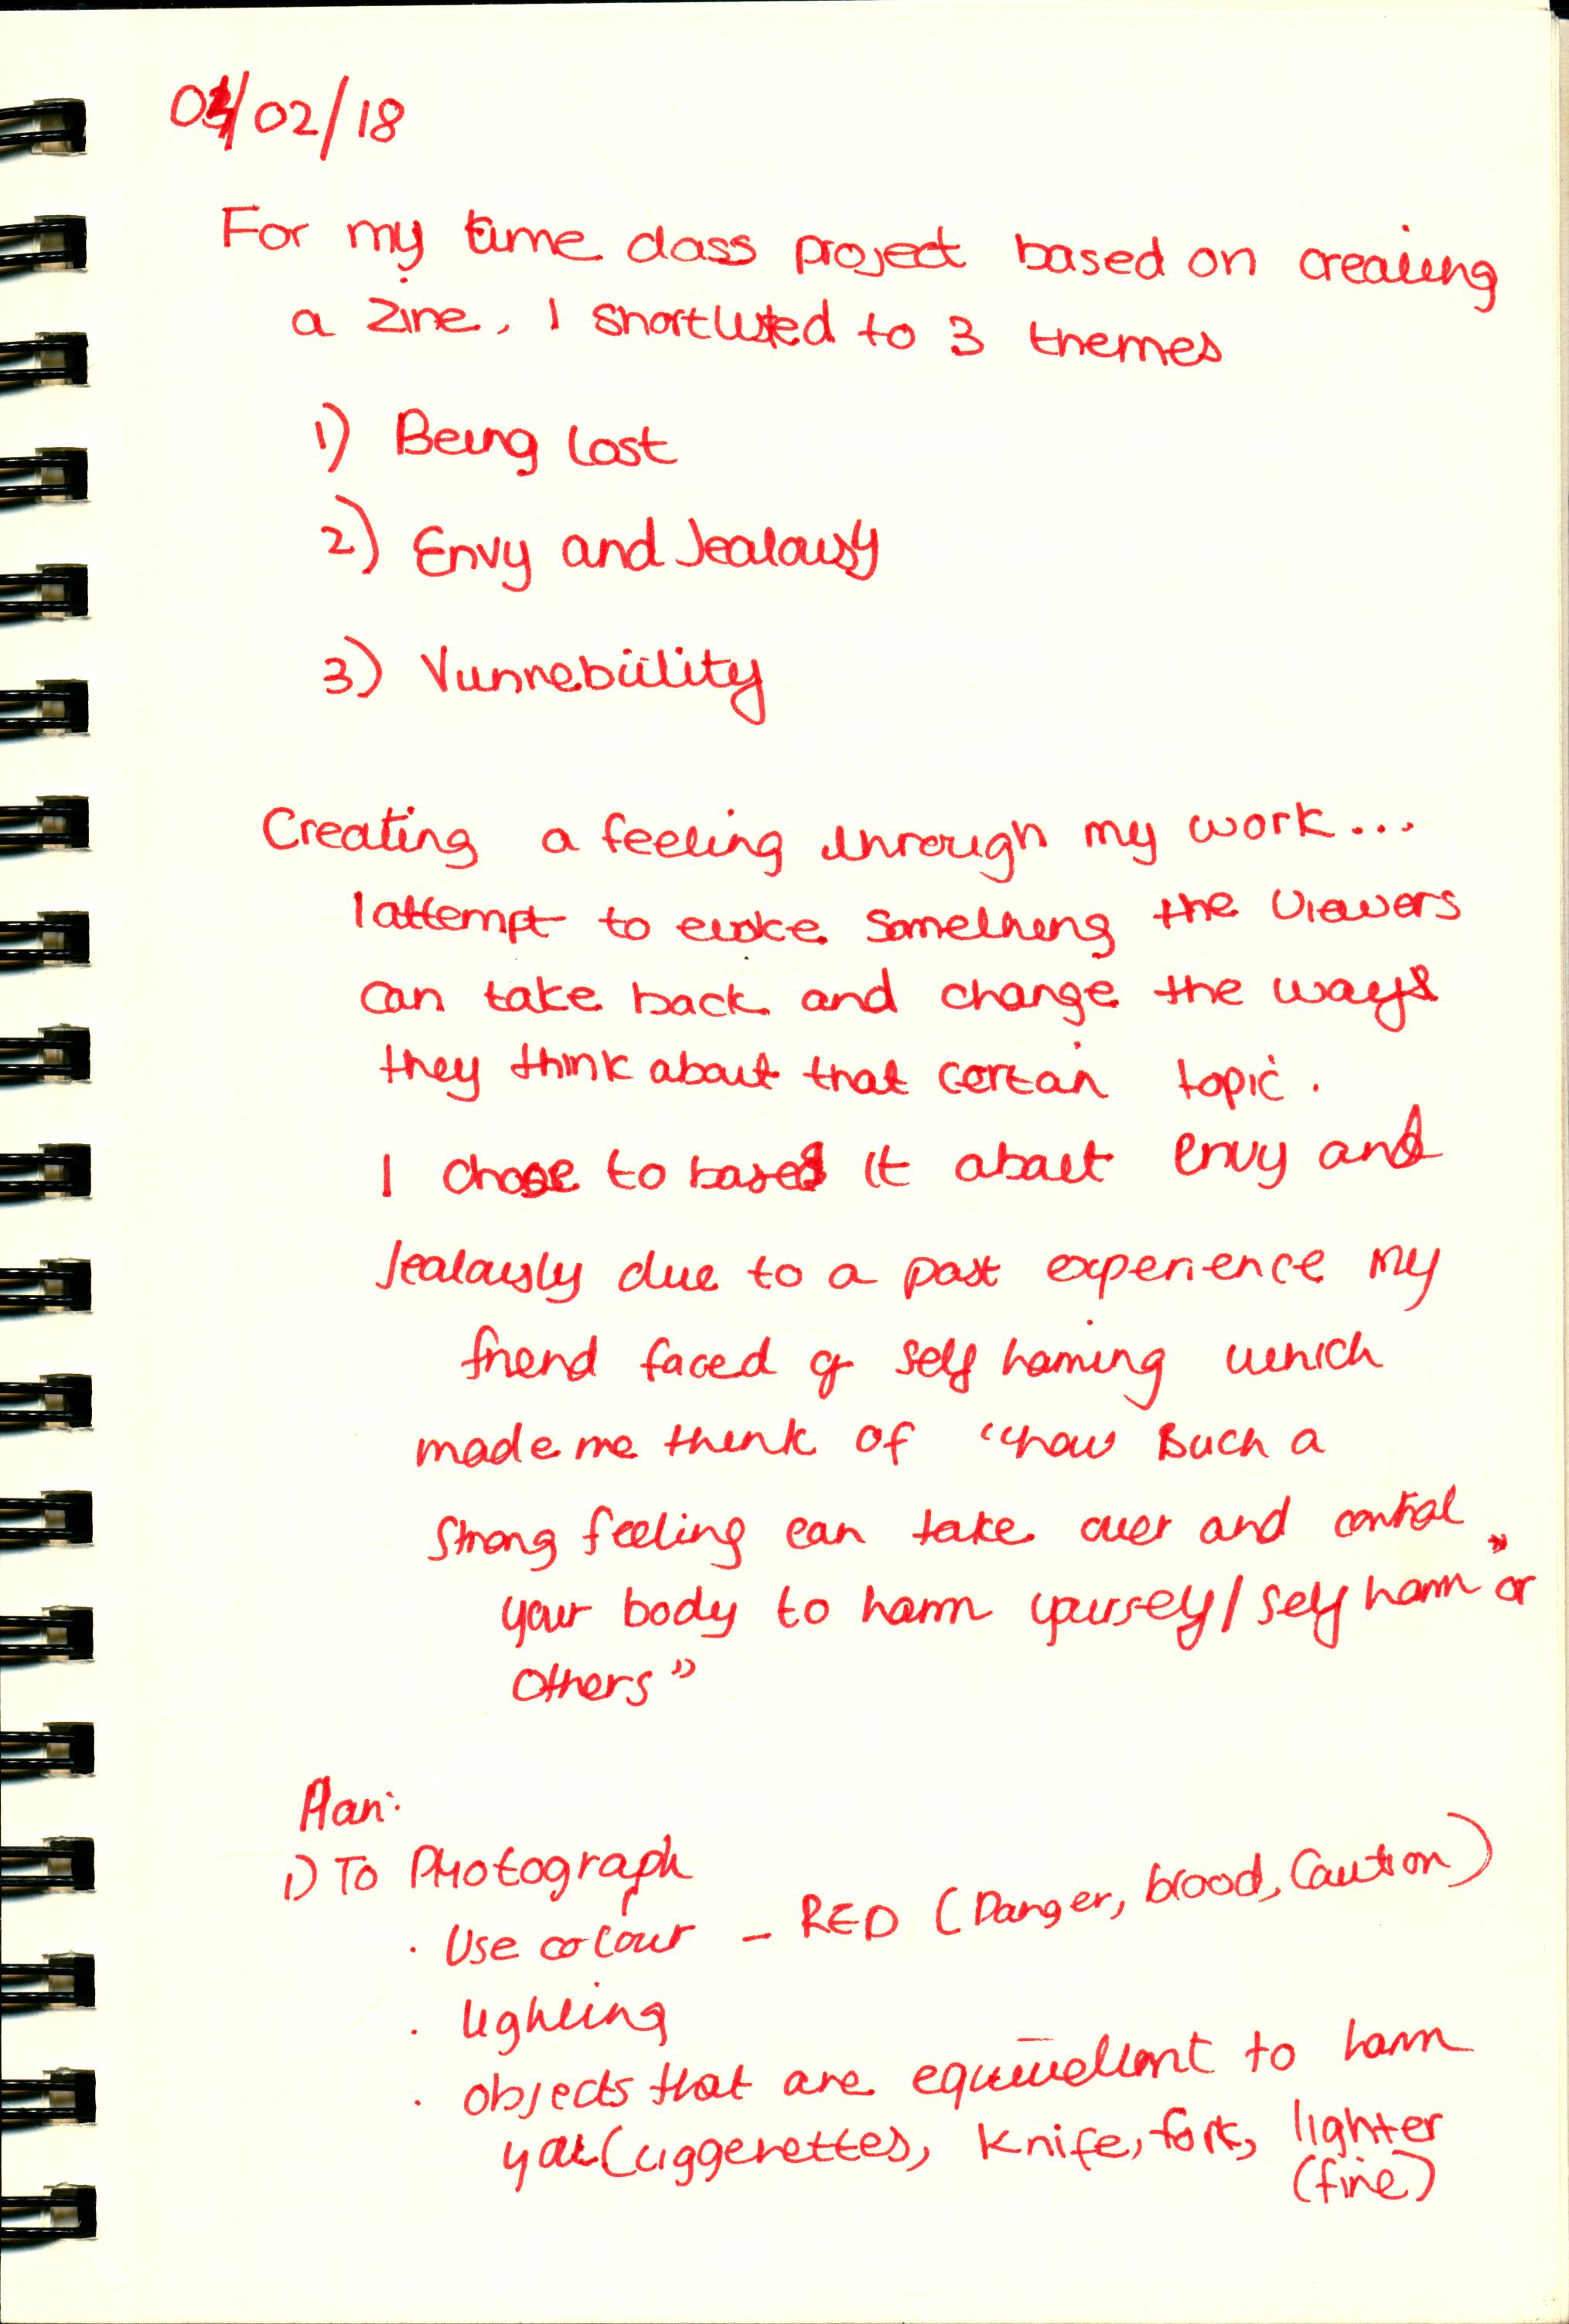 /02/18
For my time class project based on creating
a zine, I shortlisted to 3 themes
1) Being lost
2) Envy and Jealousy
3) Vunnebility
Creating a feeling through my work...
I attempt to evoke something the viewers
can take back and change the ways
they think about that certain topic.
I chose to based it about envy and
Jealously due to a past experience my
friend faced of self haming which
made me think of "how such a
strong feeling can take over and control
your body to harm yourself/self harm" or
others"
Plan:
1) To Photograph
· Use colour - RED (Danger, blood, Caution)
· lighting
· objects that are to harm
you (ciggerettes, knife, fork, lighter
(fire)